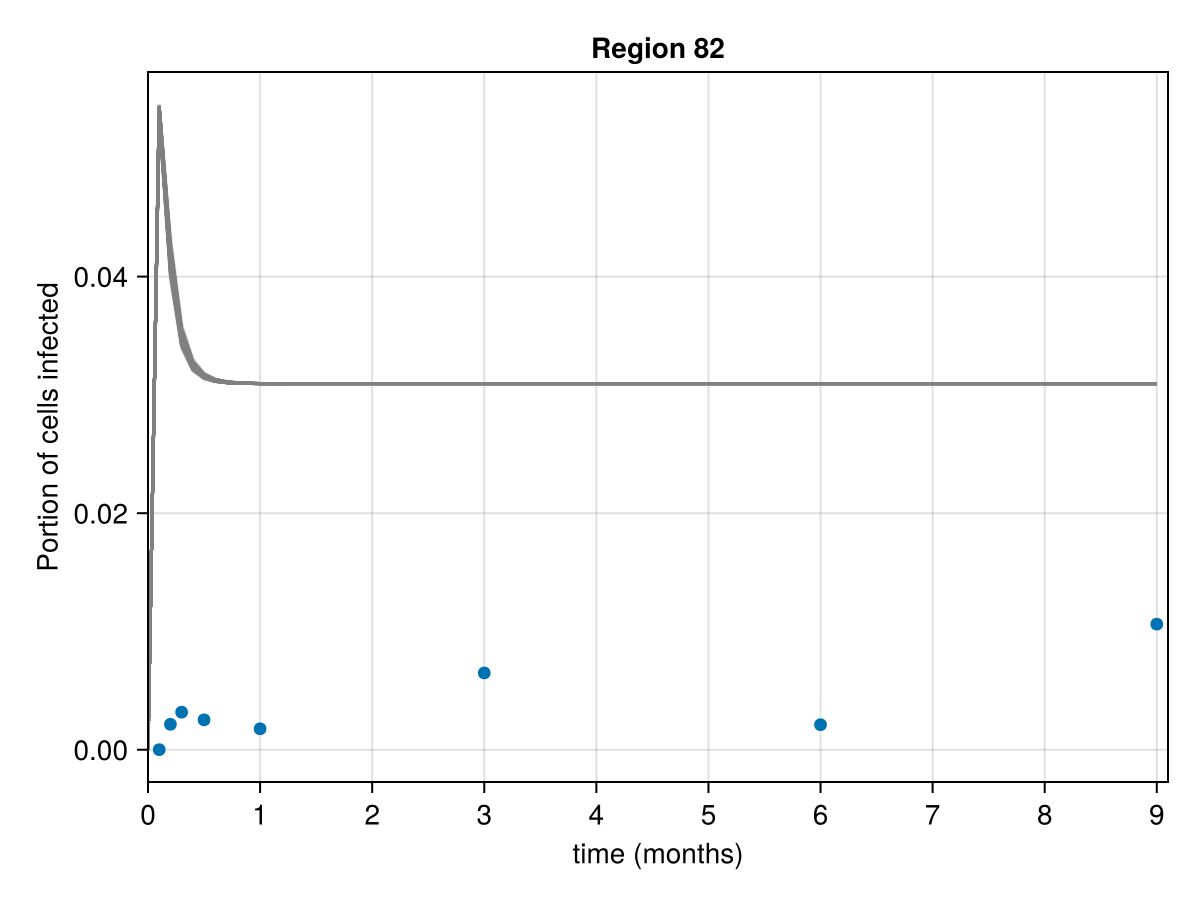 Region 82
Portion of cells infected
0.04
0.02
0.00
0 1 2 3 4 5 6 7 8 9
time (months)